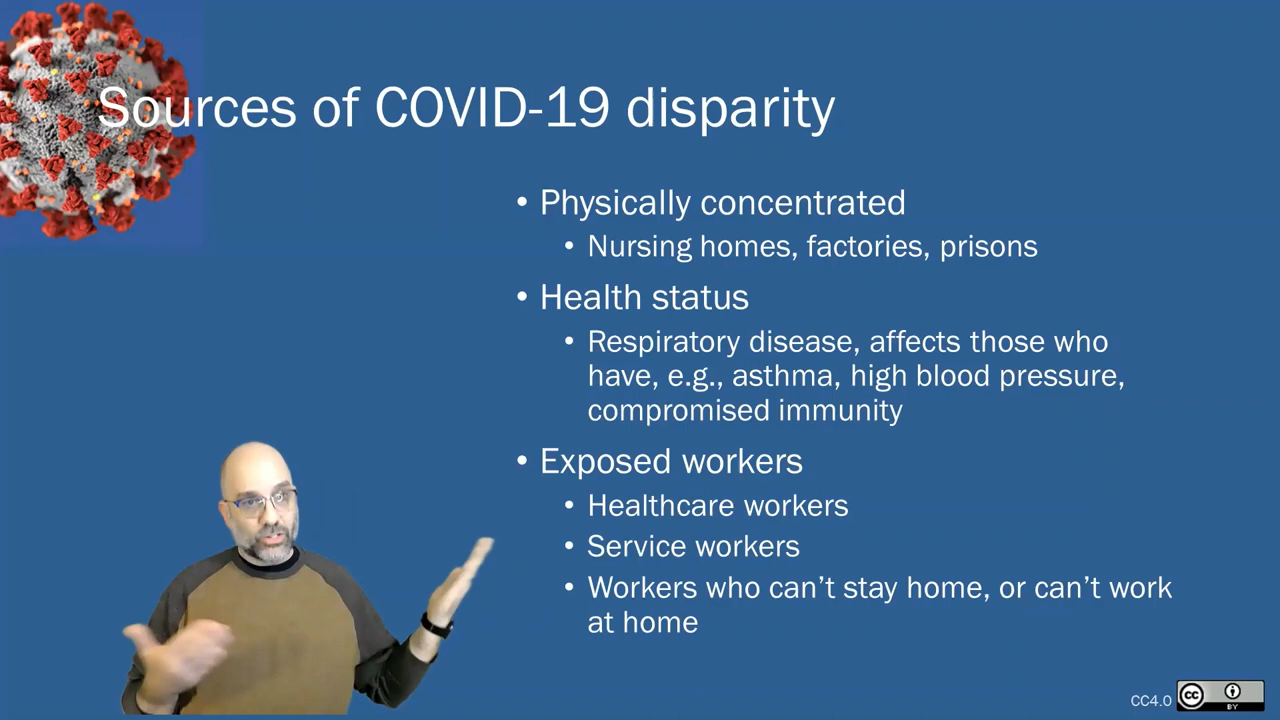 Sources of COVID-19 disparity
• Physically concentrated
• Nursing homes, factories, prisons
• Health status
• Respiratory disease, affects those who
have, e.g., asthma, high blood pressure,
compromised immunity
• Exposed workers
• Healthcare workers
• Service workers
• Workers who can’t stay home, or can’t work
at home
CC4.0
cc
BY